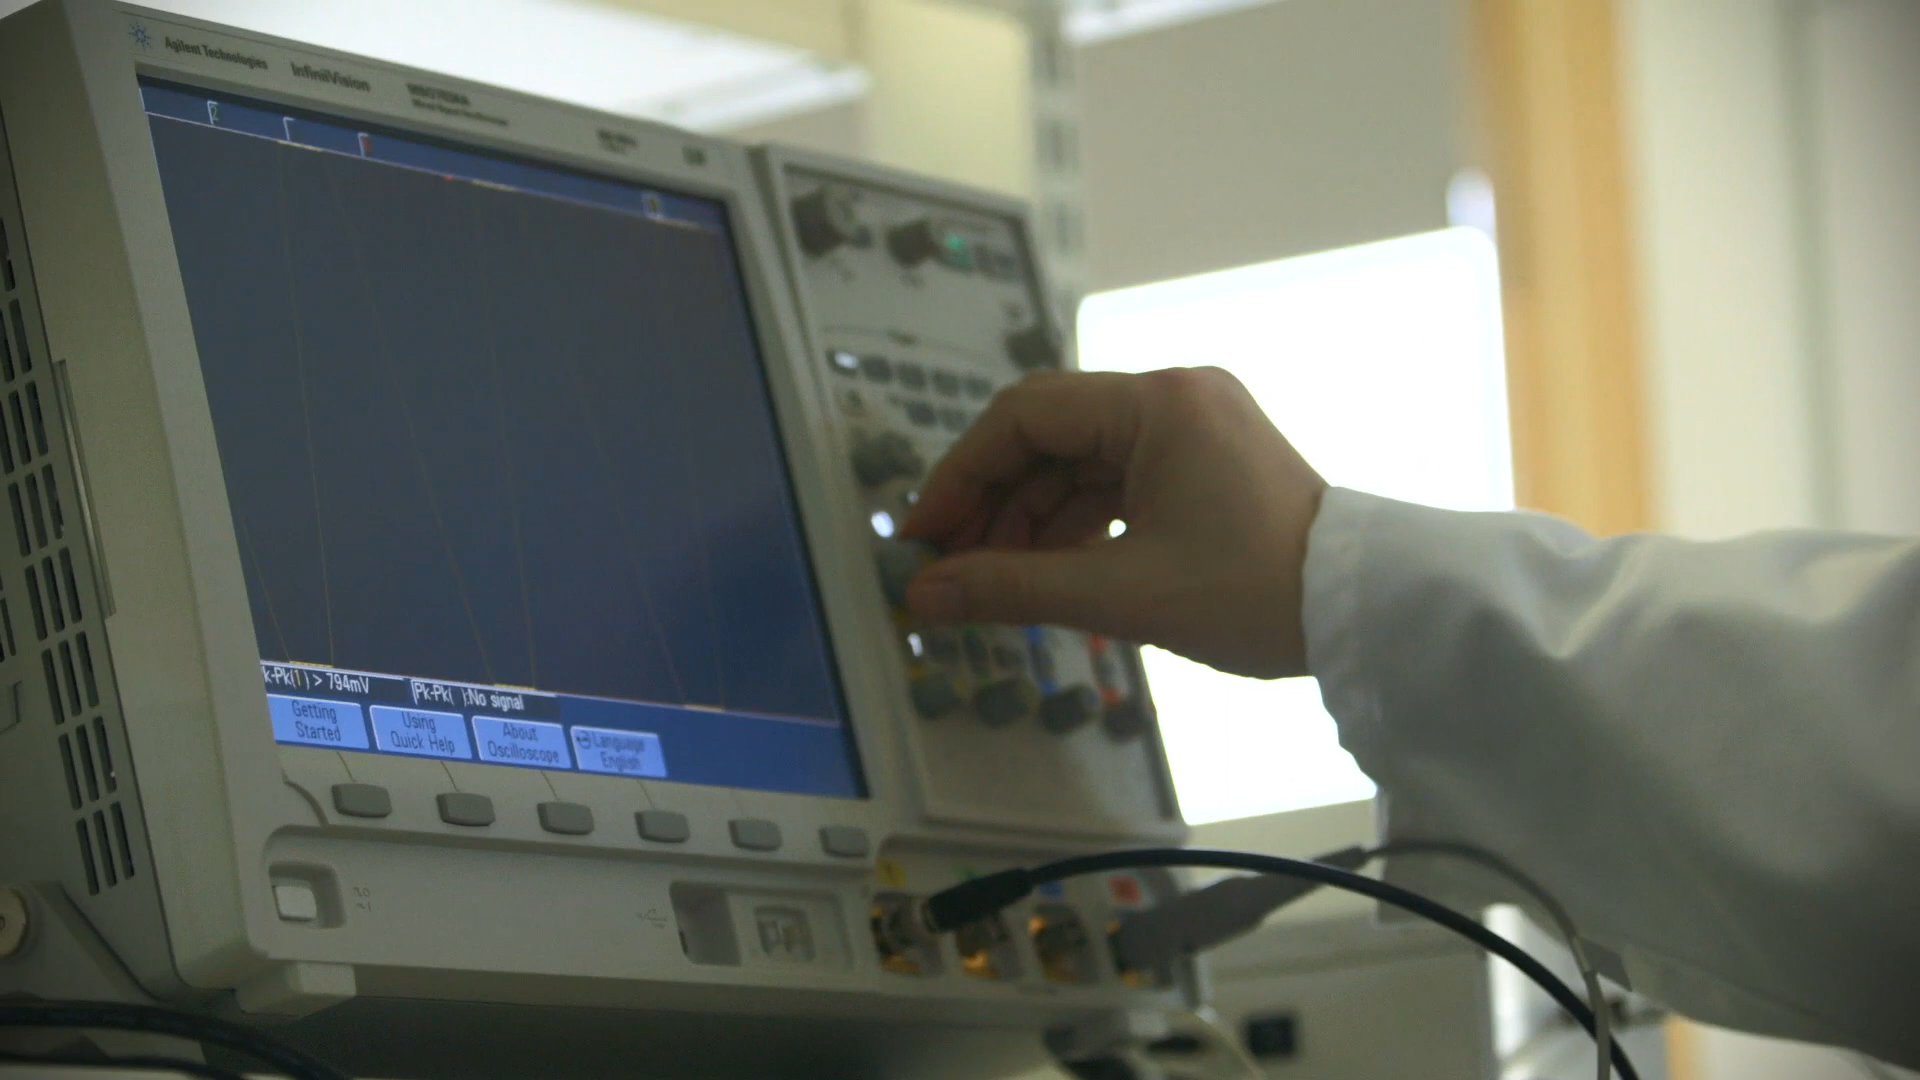 Agilent Technologies
InfiniiVision
k-Pk(1) > 794mV
Pk-Pk( ):No signal
Getting
Started
Using
Quick Help
About
Oscilloscope
Language
English